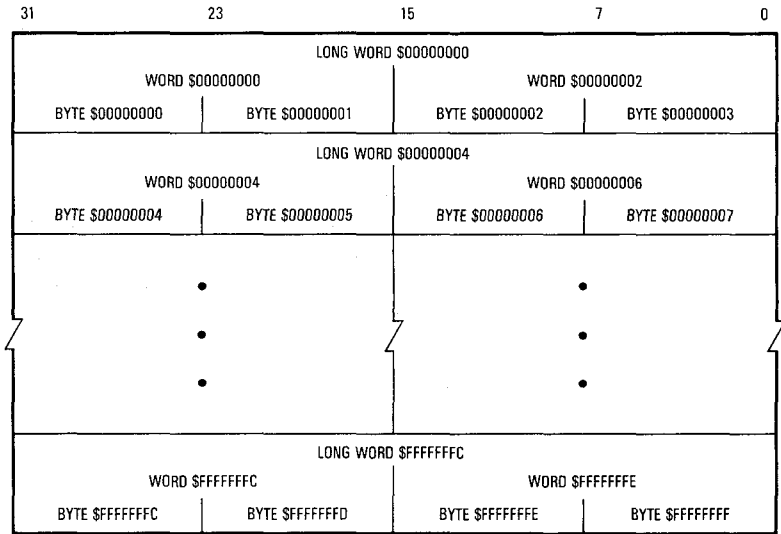 31 23 15 7 0
LONG WORD $00000000
WORD $00000000 WORD $00000002
BYTE $00000000 BYTE $00000001 BYTE $00000002 BYTE $00000003
LONG WORD $00000004
WORD $00000004 WORD $00000006
BYTE $00000004 BYTE $00000005 BYTE $00000006 BYTE $00000007
LONG WORD $FFFFFFFC
WORD $FFFFFFFC WORD $FFFFFFFE
BYTE $FFFFFFFC BYTE $FFFFFFFD BYTE $FFFFFFFE BYTE $FFFFFFFF